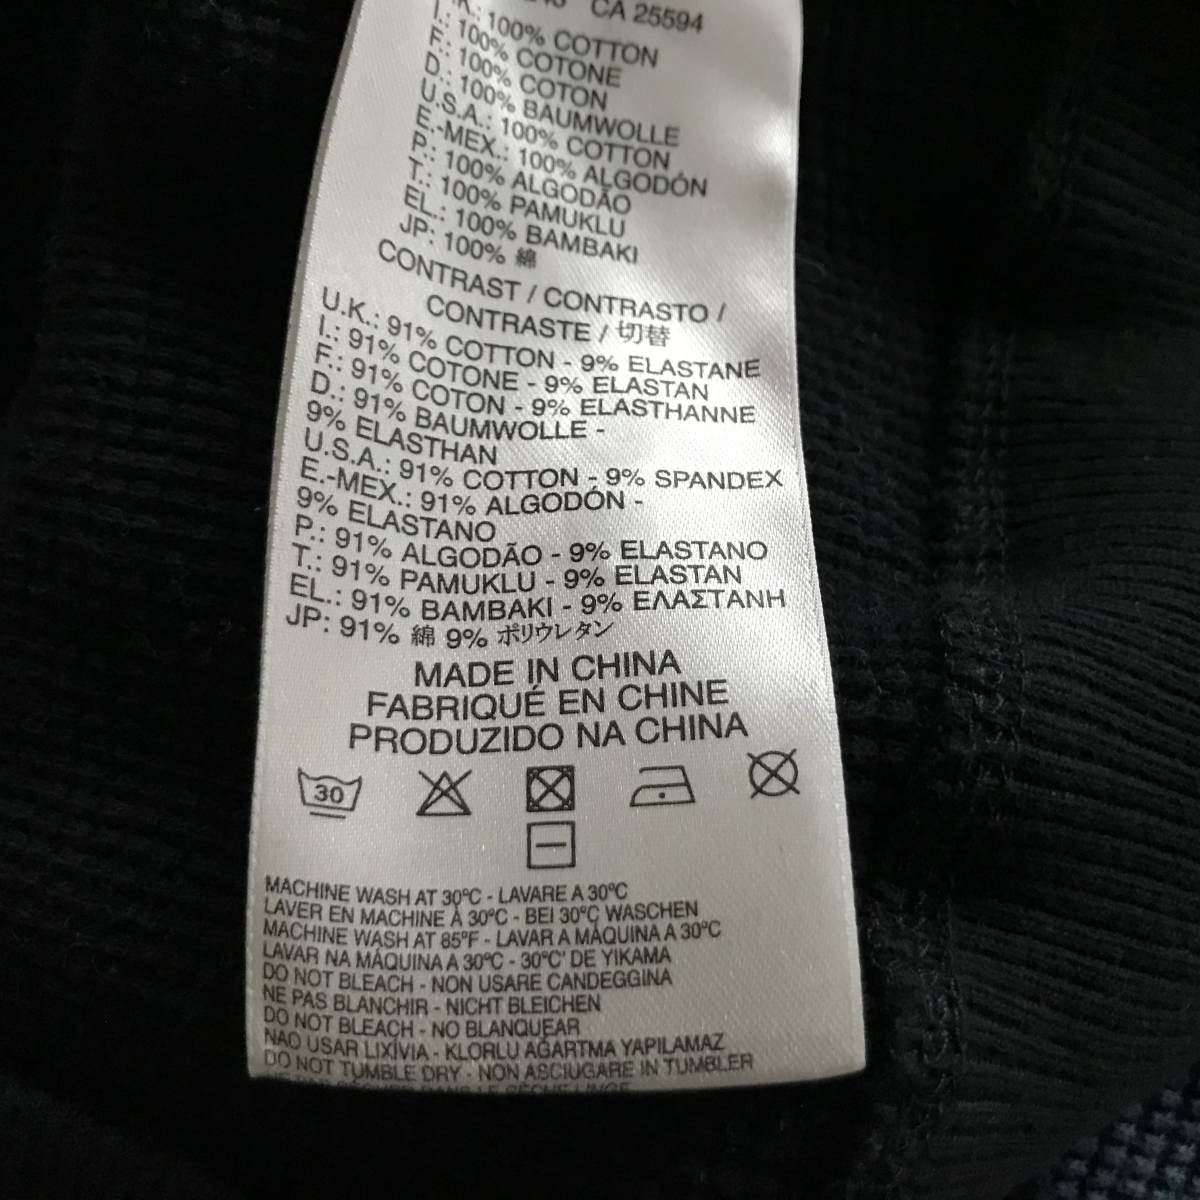 CA 25594
U.K.: 100% COTTON
I.: 100% COTONE
F.: 100% COTON
D.: 100% BAUMWOLLE
U.S.A.: 100% COTTON
E.-MEX.: 100% ALGODÓN
P.: 100% ALGODÃO
T.: 100% PAMUKLU
EL.: 100% BAMBAKI
JP: 100% 綿
CONTRAST / CONTRASTO /
CONTRASTE / 切替
U.K.: 91% COTTON - 9% ELASTANE
I.: 91% COTONE - 9% ELASTAN
F.: 91% COTON - 9% ELASTHANNE
D.: 91% BAUMWOLLE -
9% ELASTHAN
U.S.A.: 91% COTTON - 9% SPANDEX
E.-MEX.: 91% ALGODÓN -
9% ELASTANO
P.: 91% ALGODÃO - 9% ELASTANO
T.: 91% PAMUKLU - 9% ELASTAN
EL.: 91% BAMBAKI - 9% ΕΛΑΣΤΑΝΗ
JP: 91% 綿 9% ポリウレタン
MADE IN CHINA
FABRIQUÉ EN CHINE
PRODUZIDO NA CHINA
30
MACHINE WASH AT 30°C - LAVARE A 30°C
LAVER EN MACHINE À 30°C - BEI 30°C WASCHEN
MACHINE WASH AT 85°F - LAVAR A MÁQUINA A 30°C
LAVAR NA MÁQUINA A 30°C - 30°C' DE YIKAMA
DO NOT BLEACH - NON USARE CANDEGGINA
NE PAS BLANCHIR - NICHT BLEICHEN
DO NOT BLEACH - NO BLANQUEAR
NAO USAR LIXÍVIA - KLORLU AĞARTMA YAPILAMAZ
DO NOT TUMBLE DRY - NON ASCIUGARE IN TUMBLER